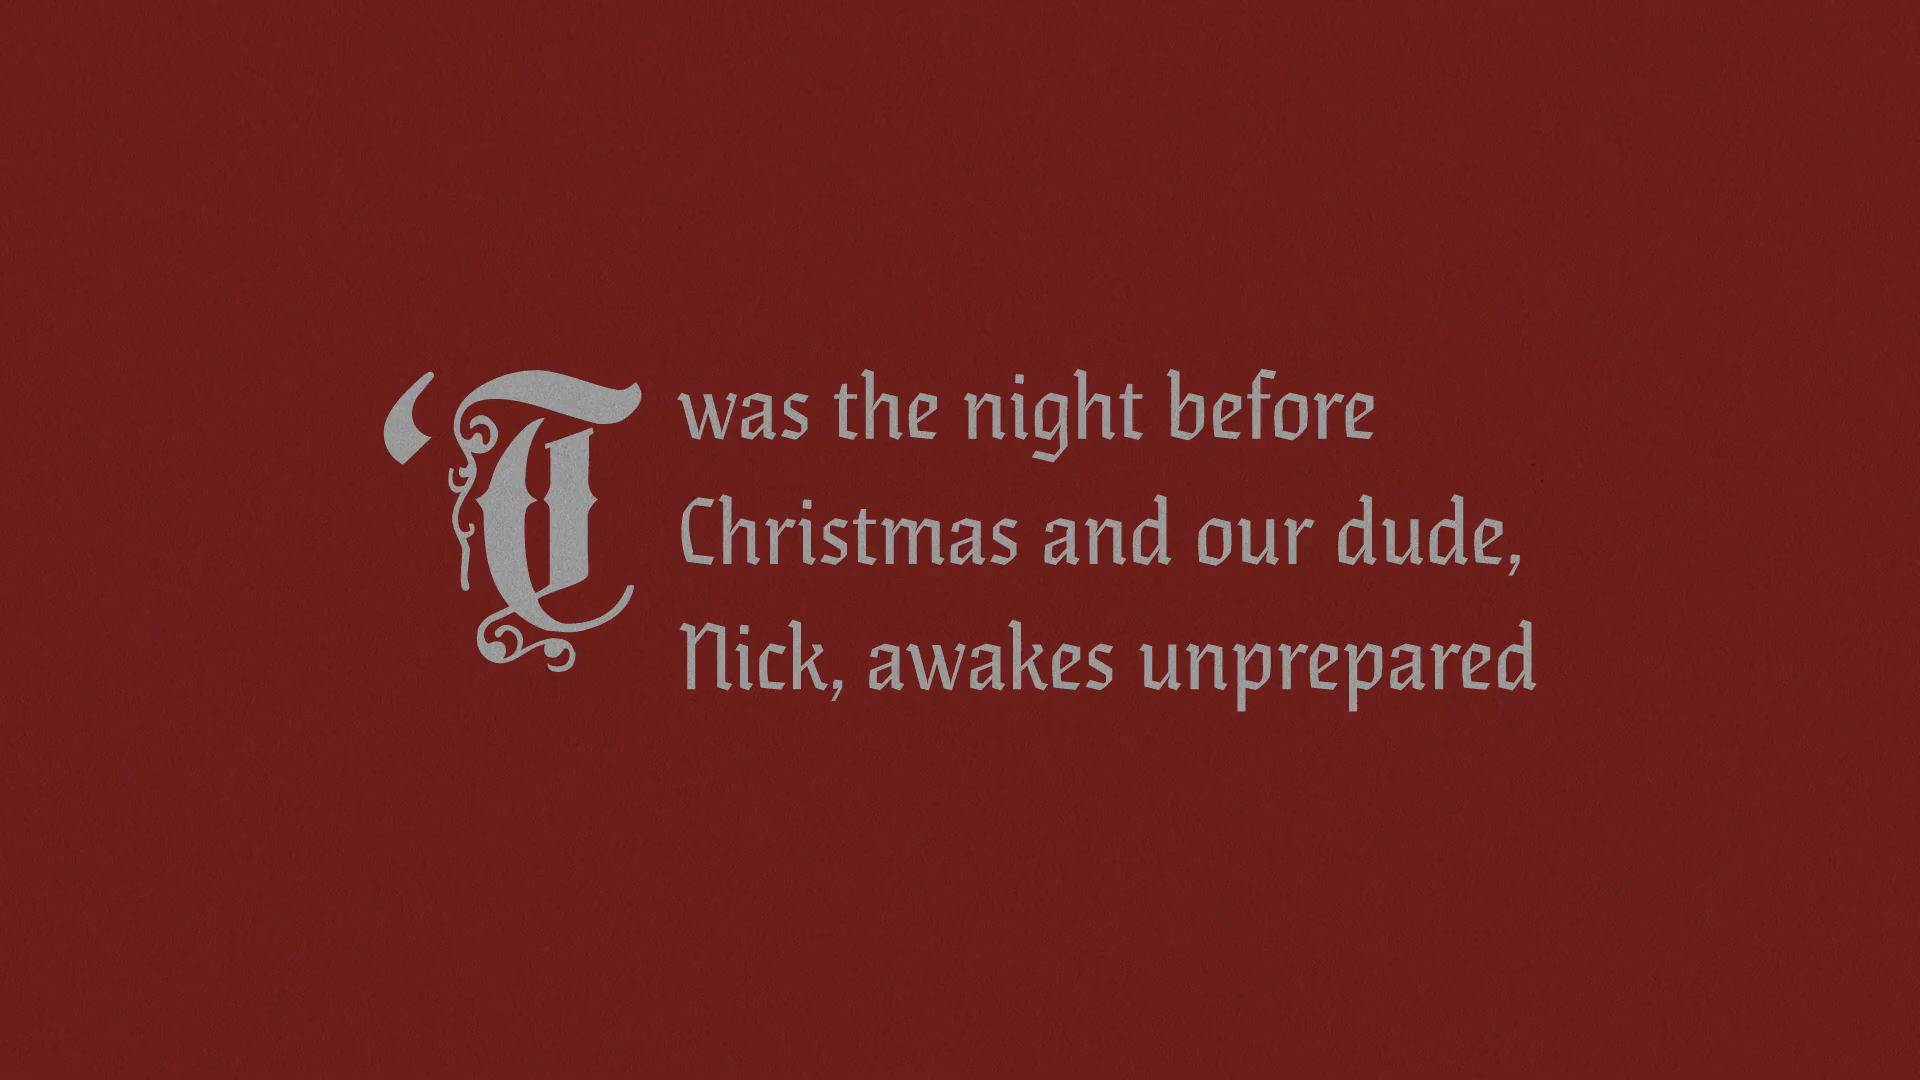 ‘Twas the night before
Christmas and our dude,
Nick, awakes unprepared